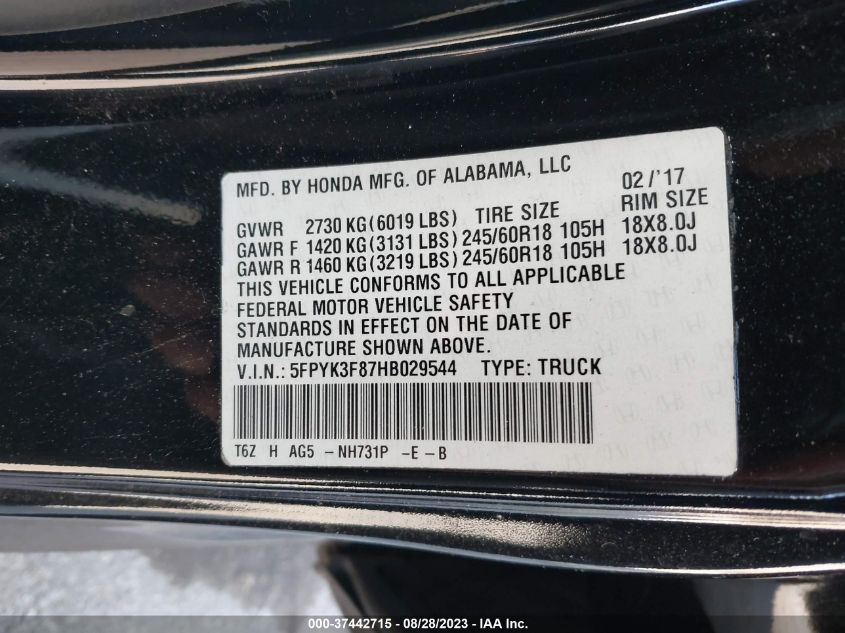 MFD. BY HONDA MFG. OF ALABAMA, LLC
02/'17
GVWR 2730 KG(6019 LBS) TIRE SIZE RIM SIZE
GAWR F 1420 KG(3131 LBS) 245/60R18 105H 18X8.0J
GAWR R 1460 KG(3219 LBS) 245/60R18 105H 18X8.0J
THIS VEHICLE CONFORMS TO ALL APPLICABLE
FEDERAL MOTOR VEHICLE SAFETY
STANDARDS IN EFFECT ON THE DATE OF
MANUFACTURE SHOWN ABOVE.
V.I.N.: 5FPYK3F87HB029544 TYPE: TRUCK
T6Z H AG5 -NH731P -E -B
000-37442715 - 08/28/2023 - IAA Inc.